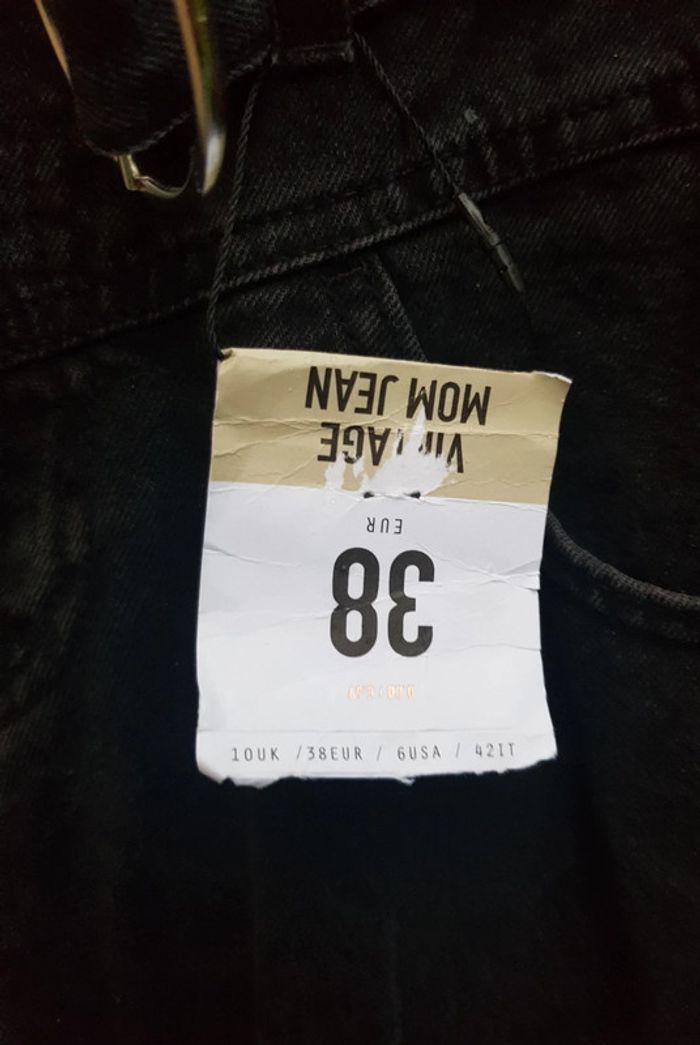 38
EUR
VINTAGE
MOM JEAN
10UK /38EUR / 6USA / 42IT